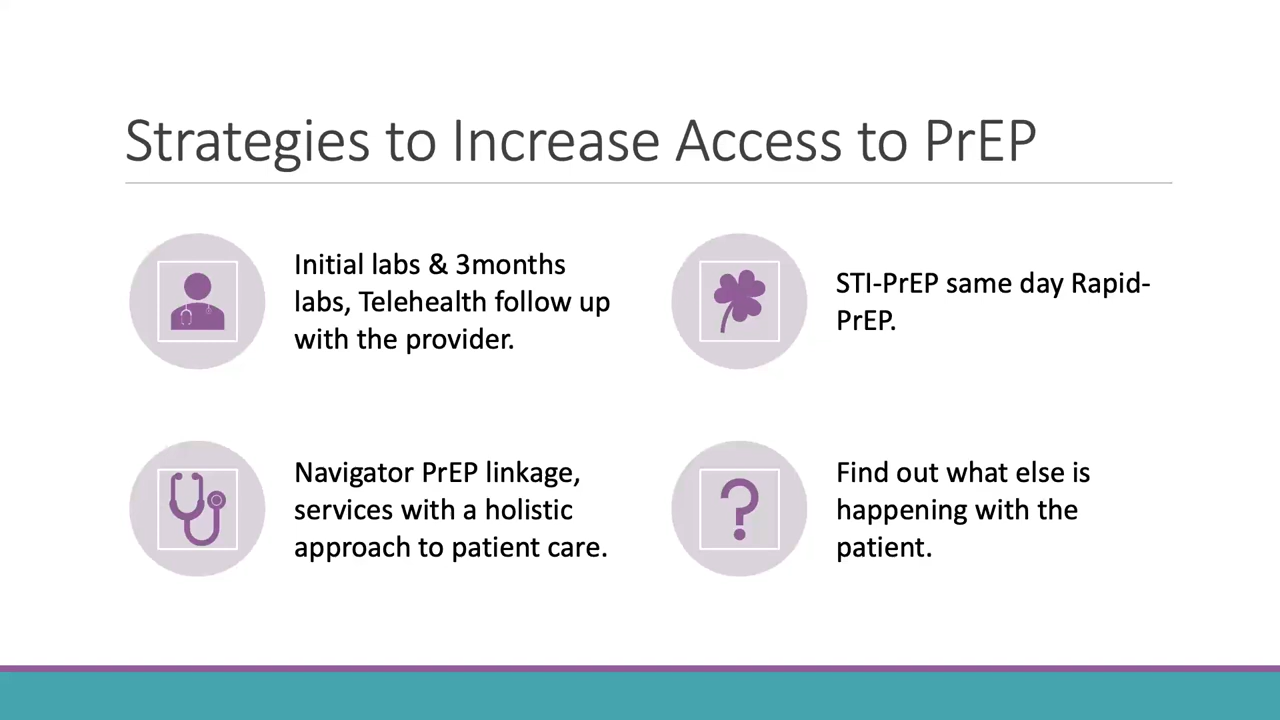 Strategies to Increase Access to PrEP
Initial labs & 3months
labs, Telehealth follow up
with the provider.
STI-PrEP same day Rapid-
PrEP.
Navigator PrEP linkage,
services with a holistic
approach to patient care.
Find out what else is
happening with the
patient.